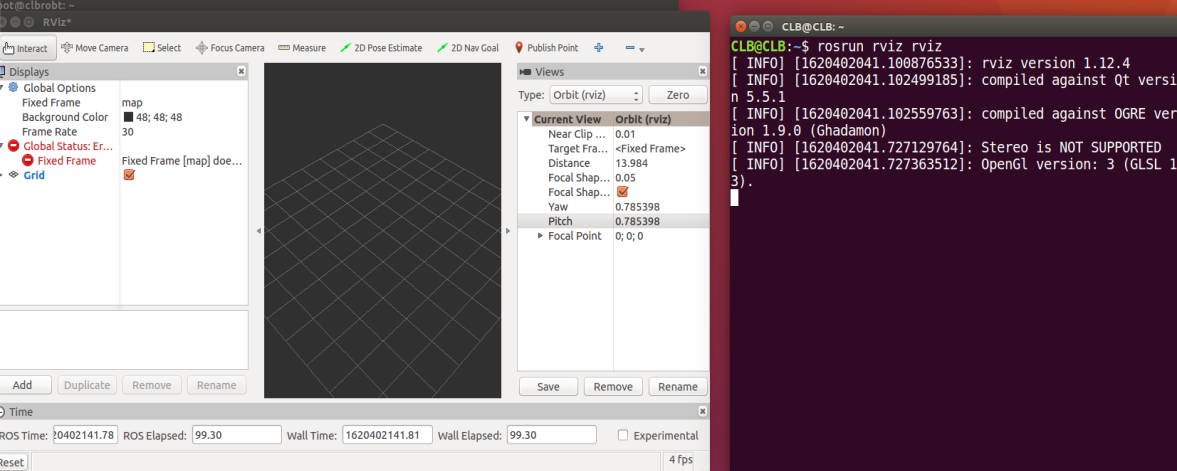 oot@clbrobt: ~
RViz*
Interact Move Camera Select Focus Camera Measure 2D Pose Estimate 2D Nav Goal Publish Point
Displays
Global Options
Fixed Frame map
Background Color 48; 48; 48
Frame Rate 30
Global Status: Er...
Fixed Frame Fixed Frame [map] doe...
Grid
Add Duplicate Remove Rename
Views
Type: Orbit (rviz) Zero
Current View Orbit (rviz)
Near Clip ... 0.01
Target Fra... <Fixed Frame>
Distance 13.984
Focal Shap... 0.05
Focal Shap...
Yaw 0.785398
Pitch 0.785398
Focal Point 0; 0; 0
Save Remove Rename
Time
ROS Time: 20402141.78 ROS Elapsed: 99.30 Wall Time: 1620402141.81 Wall Elapsed: 99.30 Experimental
Reset 4 fps
CLB@CLB: ~
CLB@CLB:~$ rosrun rviz rviz
[ INFO] [1620402041.100876533]: rviz version 1.12.4
[ INFO] [1620402041.102499185]: compiled against Qt versi
n 5.5.1
[ INFO] [1620402041.102559763]: compiled against OGRE ver
ion 1.9.0 (Ghadamon)
[ INFO] [1620402041.727129764]: Stereo is NOT SUPPORTED
[ INFO] [1620402041.727363512]: OpenGl version: 3 (GLSL 1
3).